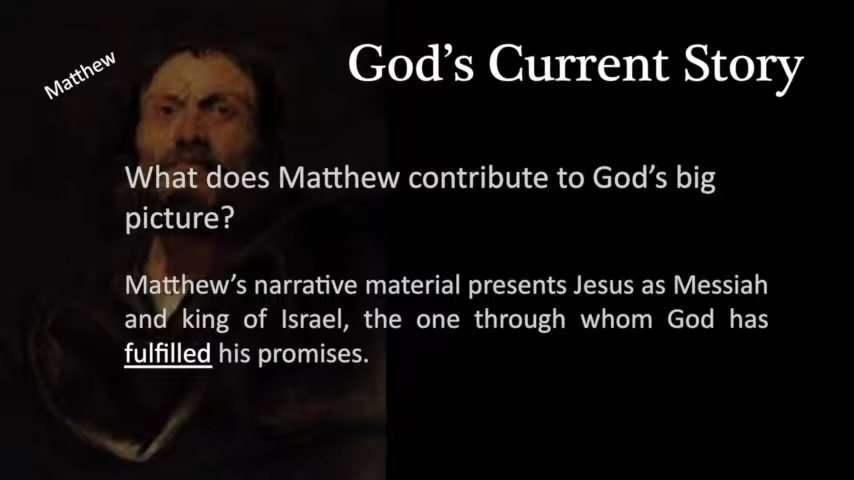 Matthew
God's Current Story
What does Matthew contribute to God's big
picture?
Matthew's narrative material presents Jesus as Messiah
and king of Israel, the one through whom God has
fulfilled his promises.